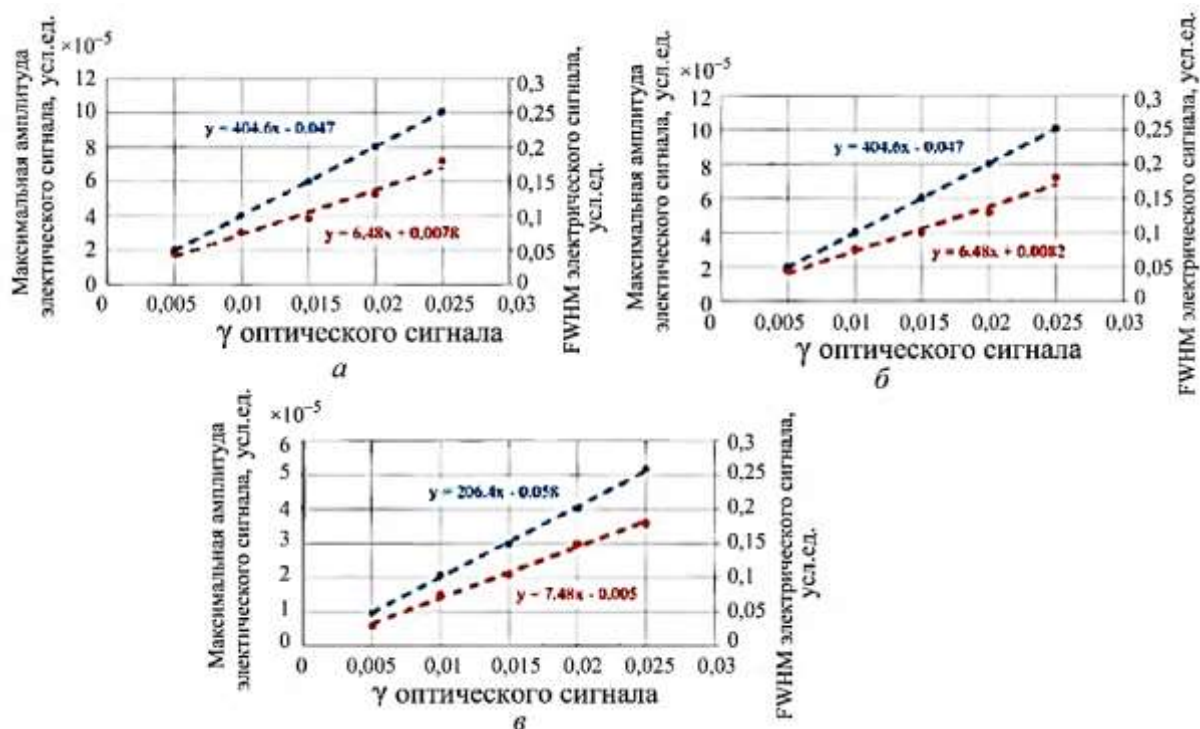 Максимальная амплитуда
электического сигнала, усл.ед.
×10⁻⁵
12
10
8
6
4
2
0
y = 404.6x - 0.047
y = 6.48x + 0.0078
0,3
0,25
0,2
0,15
0,1
0,05
0
FWHM электрического сигнала,
усл.ед.
0 0,005 0,01 0,015 0,02 0,025 0,03
γ оптического сигнала
а
Максимальная амплитуда
электического сигнала, усл.ед.
×10⁻⁵
12
10
8
6
4
2
0
y = 404.6x - 0.047
y = 6.48x + 0.0082
0,3
0,25
0,2
0,15
0,1
0,05
0
FWHM электрического сигнала, усл.ед.
0 0,005 0,01 0,015 0,02 0,025 0,03
γ оптического сигнала
б
Максимальная амплитуда
электического сигнала, усл.ед.
×10⁻⁵
6
5
4
3
2
1
0
y = 206.4x - 0.058
y = 7.48x - 0.005
0,3
0,25
0,2
0,15
0,1
0,05
0
FWHM электрического сигнала,
усл.ед.
0 0,005 0,01 0,015 0,02 0,025 0,03
γ оптического сигнала
в